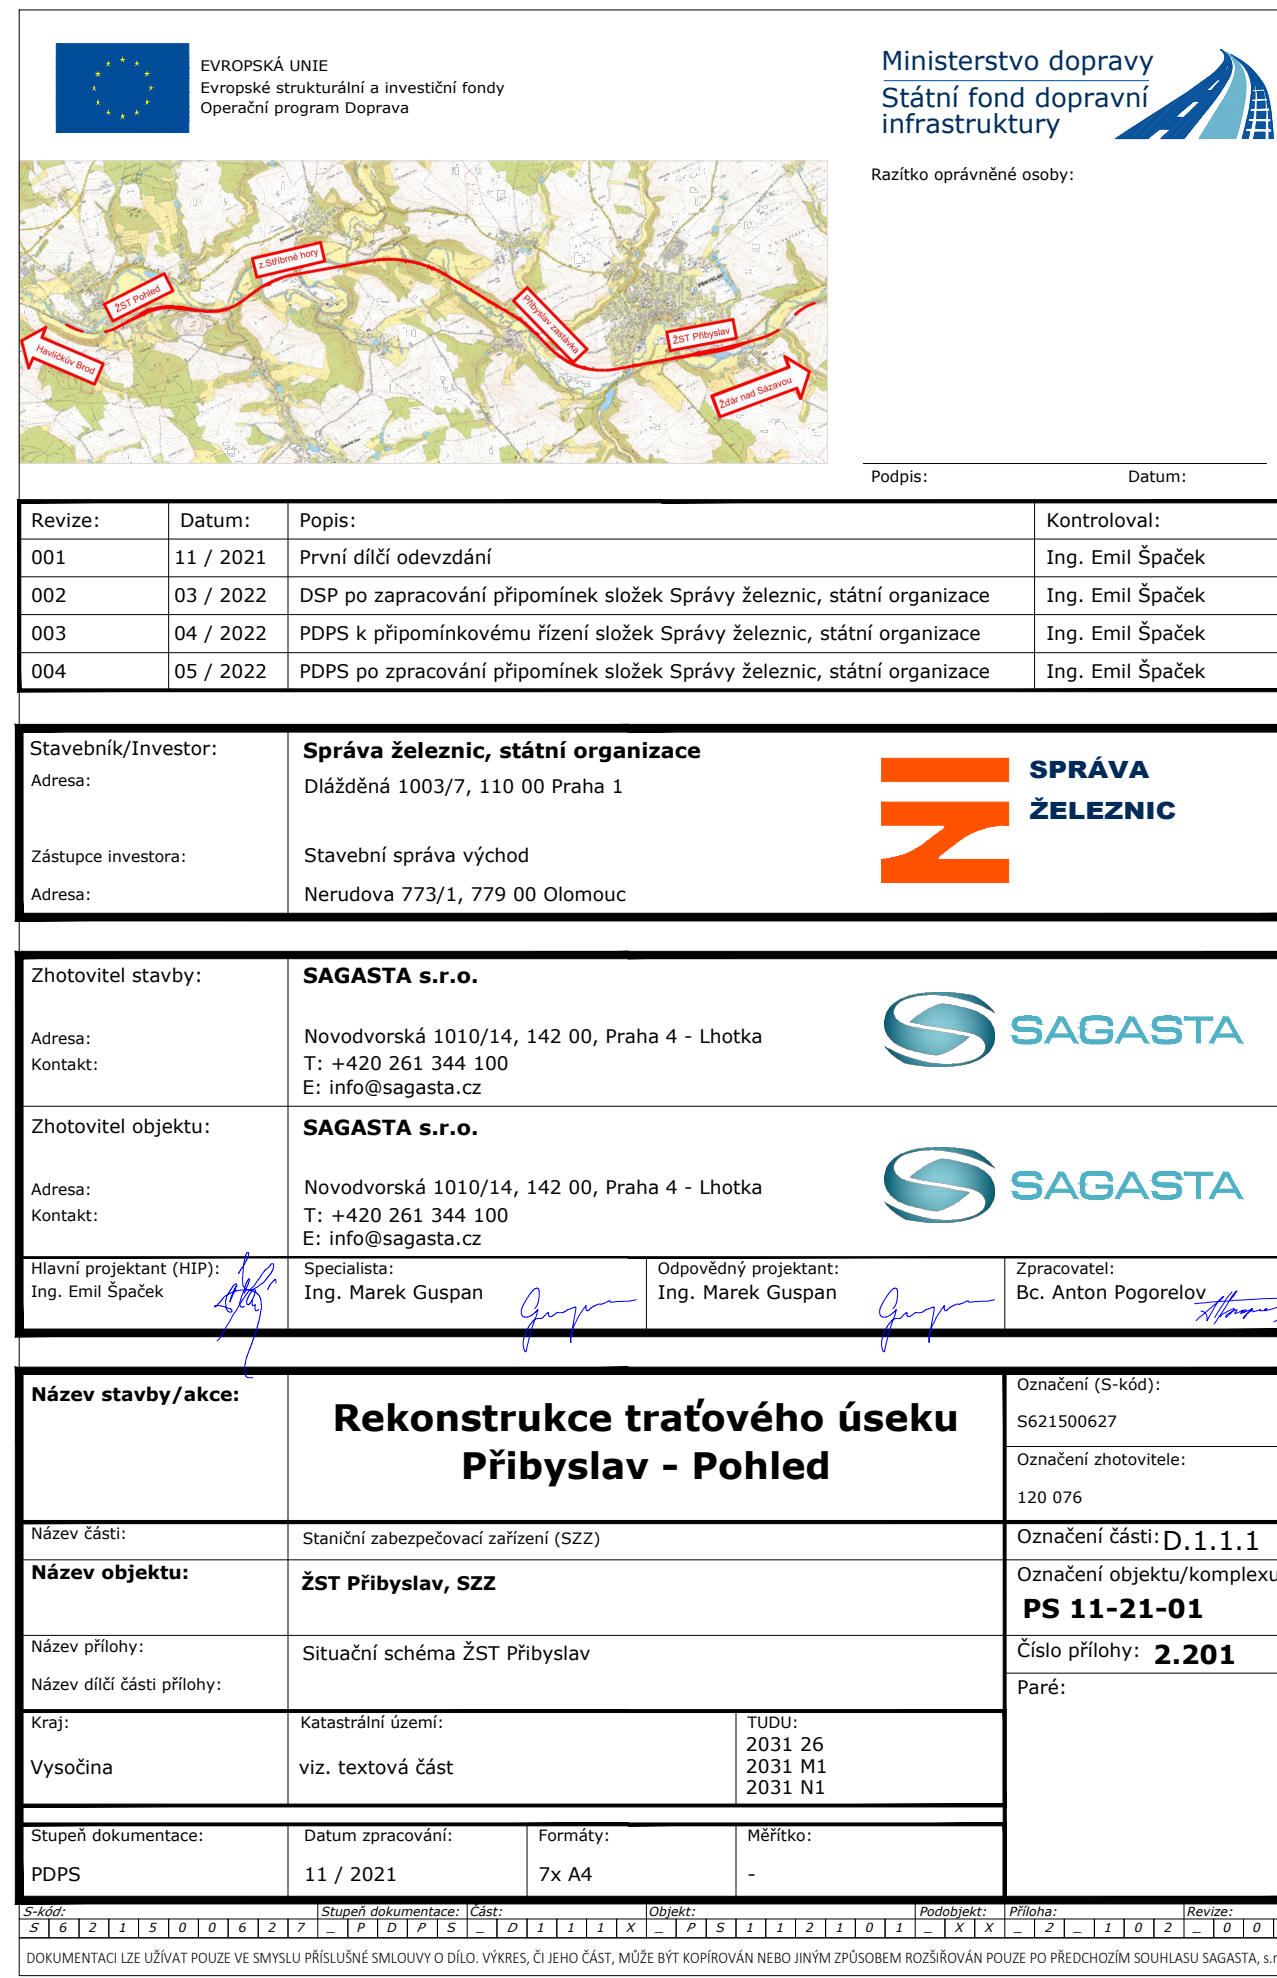 EVROPSKÁ UNIE
Evropské strukturální a investiční fondy
Operační program Doprava
Ministerstvo dopravy
Státní fond dopravní
infrastruktury
Razítko oprávněné osoby:
ŽST Pohled
z.Stříbrné hory
Přibyslav zastávka
ŽST Přibyslav
Havlíčkův Brod
Žďár nad Sázavou
Podpis: Datum:
Revize: Datum: Popis: Kontroloval:
001 11 / 2021 První dílčí odevzdání Ing. Emil Špaček
002 03 / 2022 DSP po zapracování připomínek složek Správy železnic, státní organizace Ing. Emil Špaček
003 04 / 2022 PDPS k připomínkovému řízení složek Správy železnic, státní organizace Ing. Emil Špaček
004 05 / 2022 PDPS po zpracování připomínek složek Správy železnic, státní organizace Ing. Emil Špaček
Stavebník/Investor: Správa železnic, státní organizace
Adresa: Dlážděná 1003/7, 110 00 Praha 1
SPRÁVA
ŽELEZNIC
Zástupce investora: Stavební správa východ
Adresa: Nerudova 773/1, 779 00 Olomouc
Zhotovitel stavby: SAGASTA s.r.o.
SAGASTA
Adresa: Novodvorská 1010/14, 142 00, Praha 4 - Lhotka
Kontakt: T: +420 261 344 100
E: info@sagasta.cz
Zhotovitel objektu: SAGASTA s.r.o.
SAGASTA
Adresa: Novodvorská 1010/14, 142 00, Praha 4 - Lhotka
Kontakt: T: +420 261 344 100
E: info@sagasta.cz
Hlavní projektant (HIP): Specialista: Odpovědný projektant: Zpracovatel:
Ing. Emil Špaček Ing. Marek Guspan Ing. Marek Guspan Bc. Anton Pogorelov
Název stavby/akce: Rekonstrukce traťového úseku
Přibyslav - Pohled
Označení (S-kód):
S621500627
Označení zhotovitele:
120 076
Název části: Staniční zabezpečovací zařízení (SZZ) Označení části: D.1.1.1
Název objektu: ŽST Přibyslav, SZZ Označení objektu/komplexu
PS 11-21-01
Název přílohy: Situační schéma ŽST Přibyslav Číslo přílohy: 2.201
Název dílčí části přílohy: Paré:
Kraj: Katastrální území: TUDU:
Vysočina viz. textová část 2031 26
2031 M1
2031 N1
Stupeň dokumentace: Datum zpracování: Formáty: Měřítko:
PDPS 11 / 2021 7x A4 -
S-kód: Stupeň dokumentace: Část: Objekt: Podobjekt: Příloha: Revize:
S 6 2 1 5 0 0 6 2 7 _ P D P S _ D 1 1 1 X _ P S 1 1 2 1 0 1 _ X X _ 2 _ 1 0 2 _ 0 0
DOKUMENTACI LZE UŽÍVAT POUZE VE SMYSLU PŘÍSLUŠNÉ SMLOUVY O DÍLO. VÝKRES, ČI JEHO ČÁST, MŮŽE BÝT KOPÍROVÁN NEBO JINÝM ZPŮSOBEM ROZŠIŘOVÁN POUZE PO PŘEDCHOZÍM SOUHLASU SAGASTA, s.r